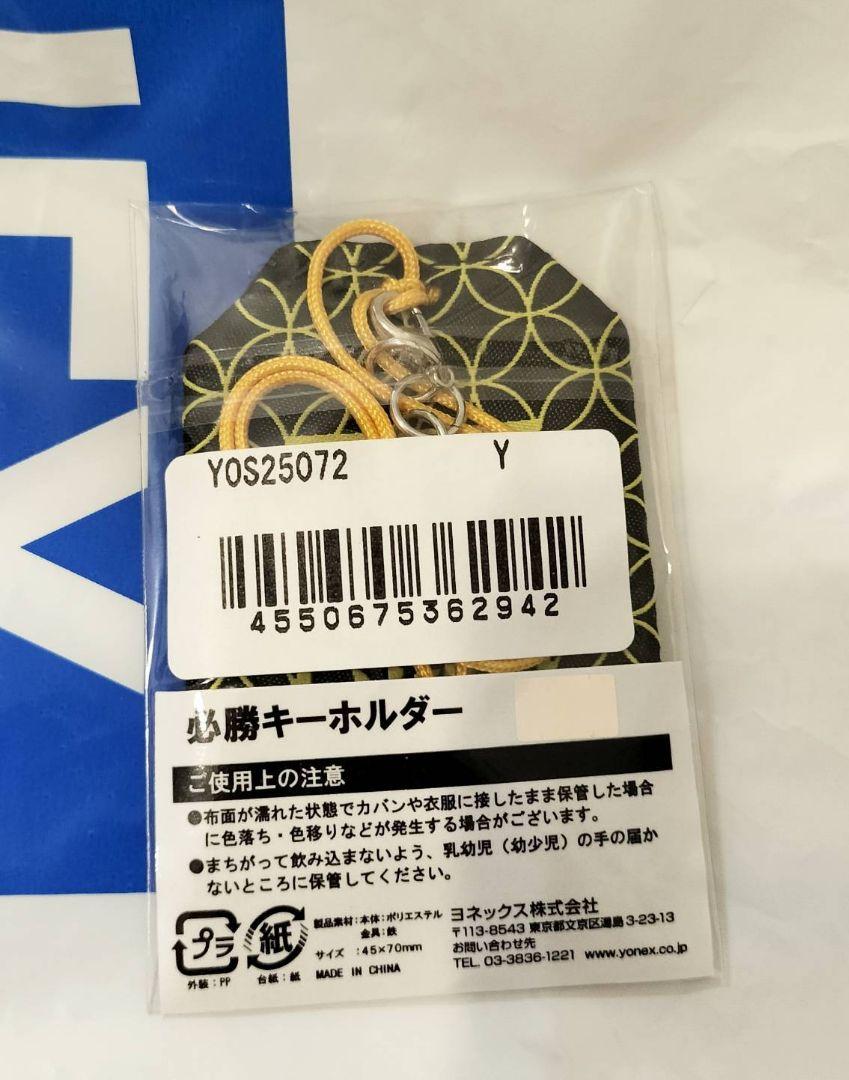 YOS25072 Y
4550675362942
必勝キーホルダー
ご使用上の注意
●布面が濡れた状態でカバンや衣服に接したまま保管した場合
に色落ち・色移りなどが発生する場合がございます。
●まちがって飲み込まないよう、乳幼児（幼少児）の手の届か
ないところに保管してください。
プラ
外装：PP
紙
台紙：紙
製品素材：本体：ポリエステル
金具：鉄
サイズ ：45×70mm
MADE IN CHINA
ヨネックス株式会社
〒113-8543 東京都文京区湯島3-23-13
お問い合わせ先
TEL. 03-3836-1221 www.yonex.co.jp